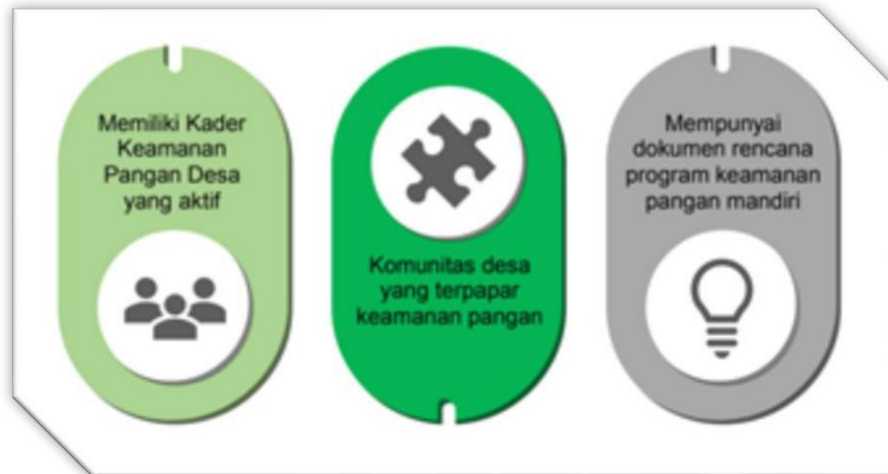 Memiliki Kader
Keamanan
Pangan Desa
yang aktif
Komunitas desa
yang terpapar
keamanan pangan
Mempunyai
dokumen rencana
program keamanan
pangan mandiri